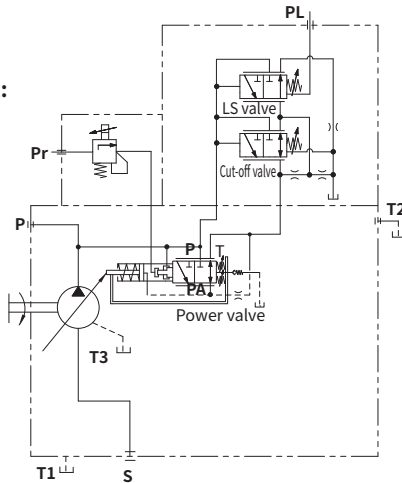 PL
:
LS valve
Pr
Cut-off valve
T2
P
P
T
PA
Power valve
T3
T1
S